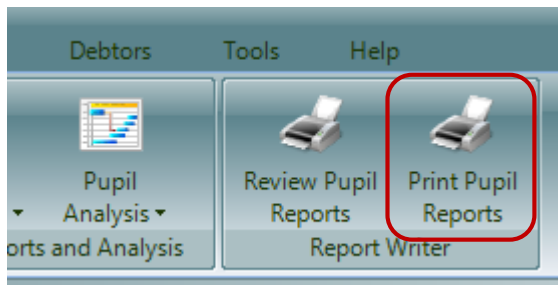 Debtors Tools Help
Pupil Analysis
Review Pupil Reports
Print Pupil Reports
orts and Analysis
Report Writer